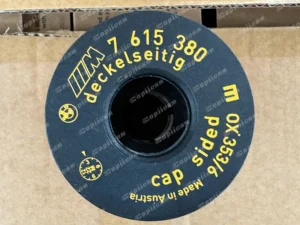 7 615 380
deckelseitig
m OX 353/6
cap sided
Made in Austria